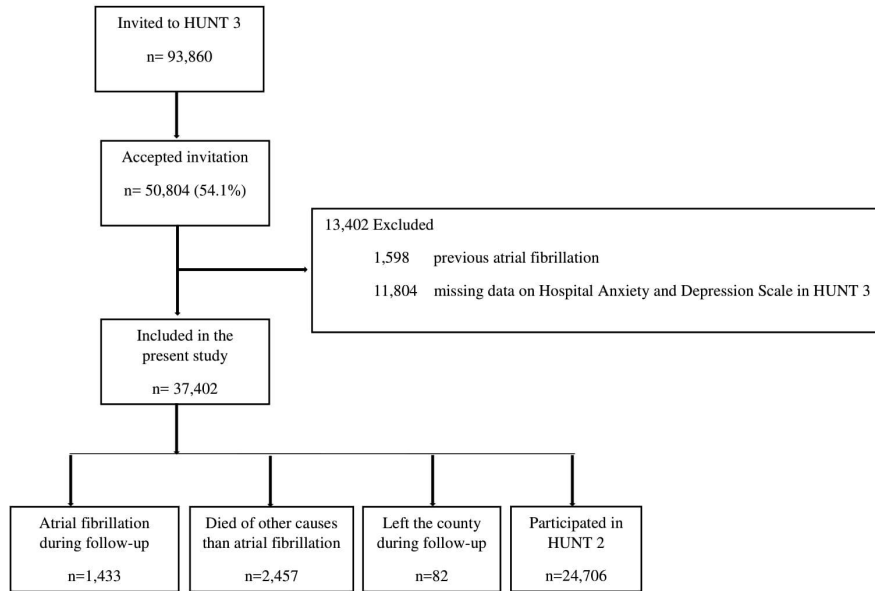 Invited to HUNT 3
n= 93,860
Accepted invitation
n= 50,804 (54.1%)
13,402 Excluded
1,598 previous atrial fibrillation
11,804 missing data on Hospital Anxiety and Depression Scale in HUNT 3
Included in the
present study
n= 37,402
Atrial fibrillation
during follow-up
n=1,433
Died of other causes
than atrial fibrillation
n=2,457
Left the county
during follow-up
n=82
Participated in
HUNT 2
n=24,706